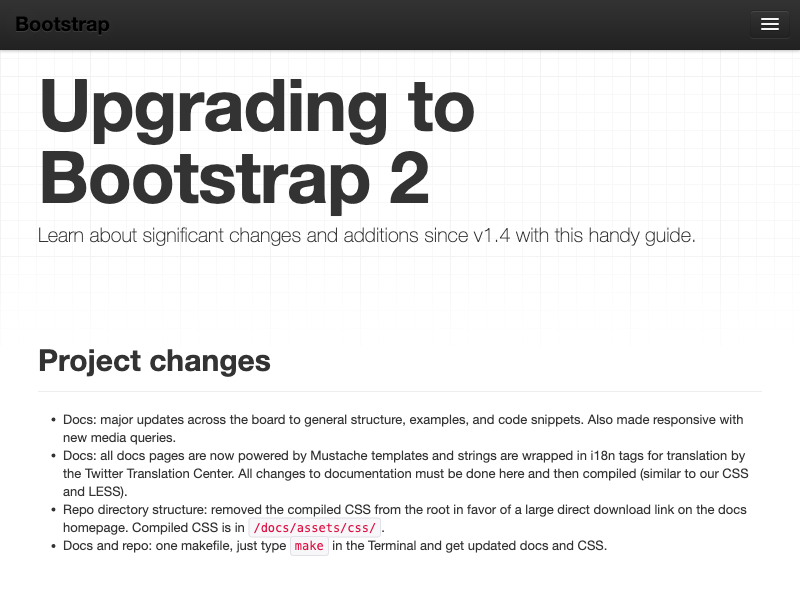 Bootstrap
Upgrading to
Bootstrap 2
Learn about significant changes and additions since v1.4 with this handy guide.
Project changes
• Docs: major updates across the board to general structure, examples, and code snippets. Also made responsive with
new media queries.
• Docs: all docs pages are now powered by Mustache templates and strings are wrapped in i18n tags for translation by
the Twitter Translation Center. All changes to documentation must be done here and then compiled (similar to our CSS
and LESS).
• Repo directory structure: removed the compiled CSS from the root in favor of a large direct download link on the docs
homepage. Compiled CSS is in /docs/assets/css/.
• Docs and repo: one makefile, just type make in the Terminal and get updated docs and CSS.